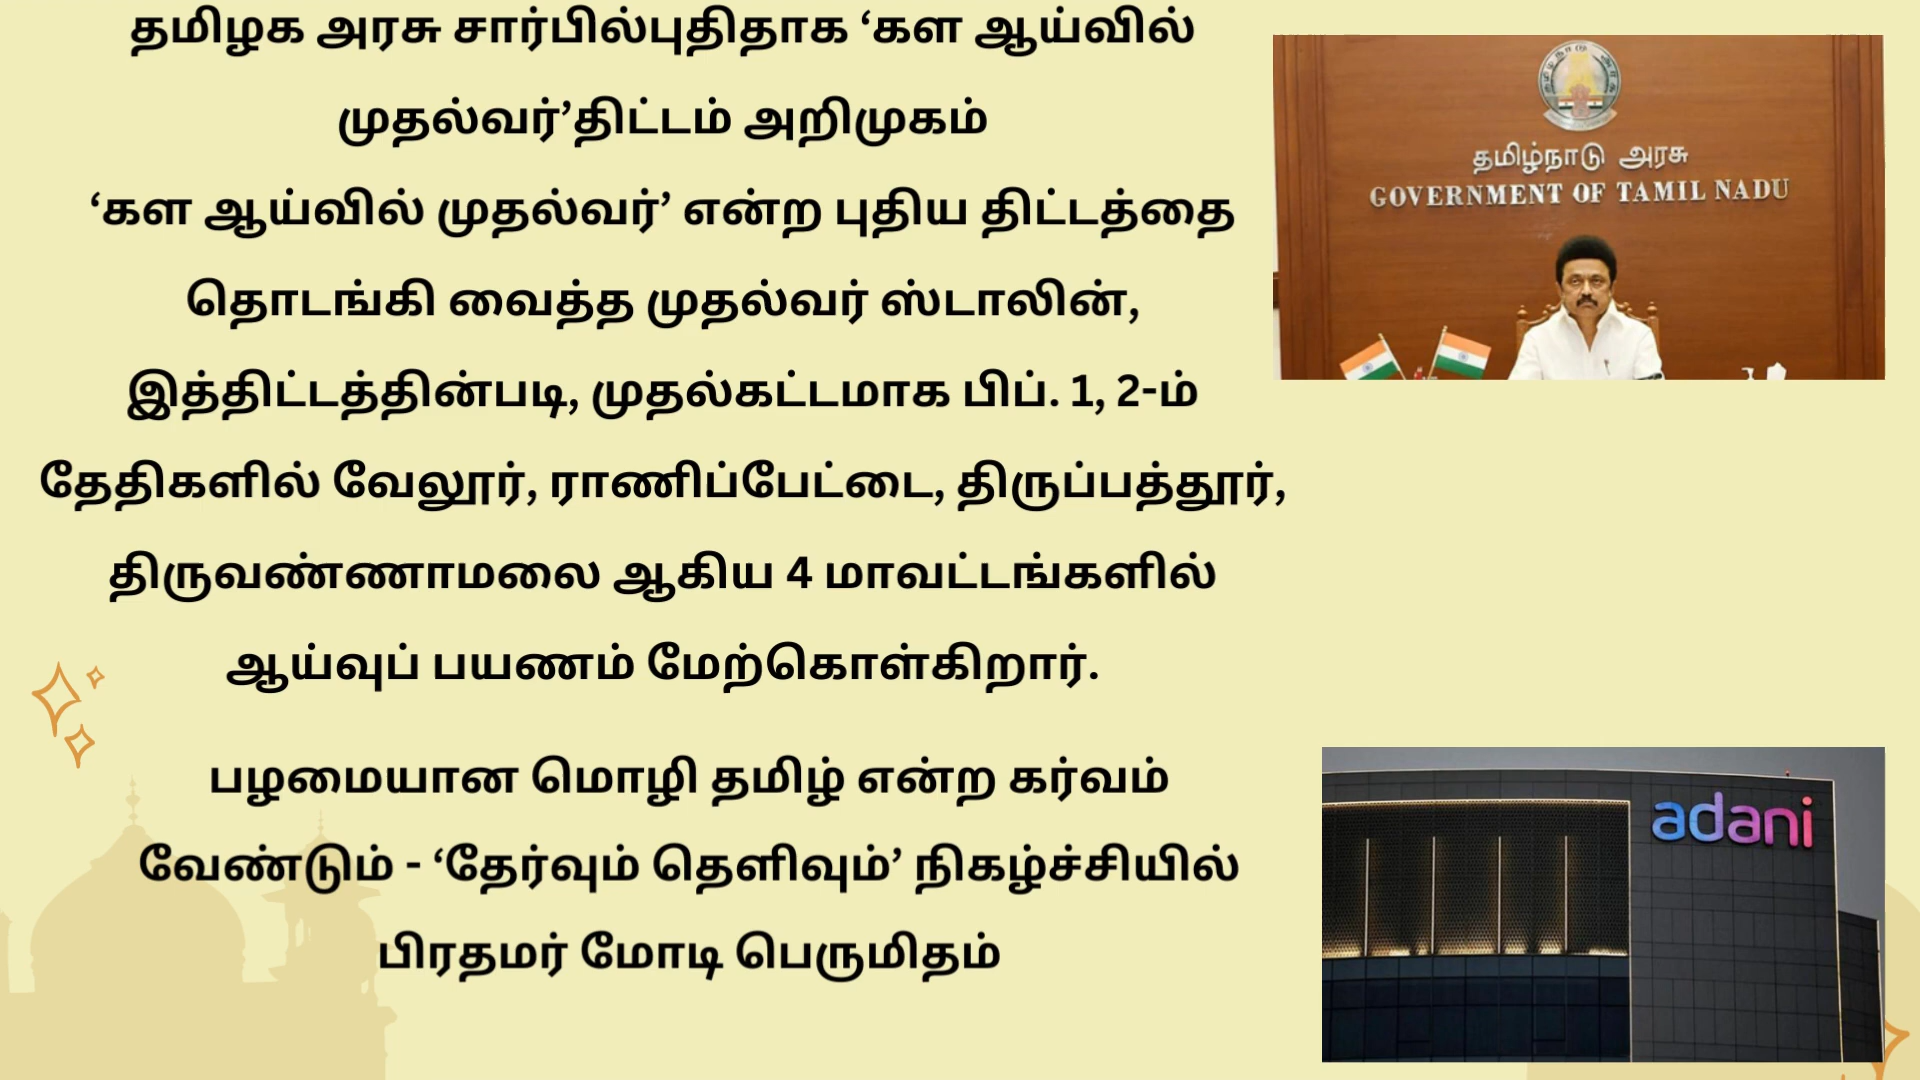 தமிழக அரசு சார்பில்புதிதாக ‘கள ஆய்வில்
முதல்வர்’திட்டம் அறிமுகம்
‘கள ஆய்வில் முதல்வர்’ என்ற புதிய திட்டத்தை
தொடங்கி வைத்த முதல்வர் ஸ்டாலின்,
இத்திட்டத்தின்படி, முதல்கட்டமாக பிப். 1, 2-ம்
தேதிகளில் வேலூர், ராணிப்பேட்டை, திருப்பத்தூர்,
திருவண்ணாமலை ஆகிய 4 மாவட்டங்களில்
ஆய்வுப் பயணம் மேற்கொள்கிறார்.
தமிழ்நாடு அரசு
GOVERNMENT OF TAMIL NADU
பழமையான மொழி தமிழ் என்ற கர்வம்
வேண்டும் - ‘தேர்வும் தெளிவும்’ நிகழ்ச்சியில்
பிரதமர் மோடி பெருமிதம்
adani